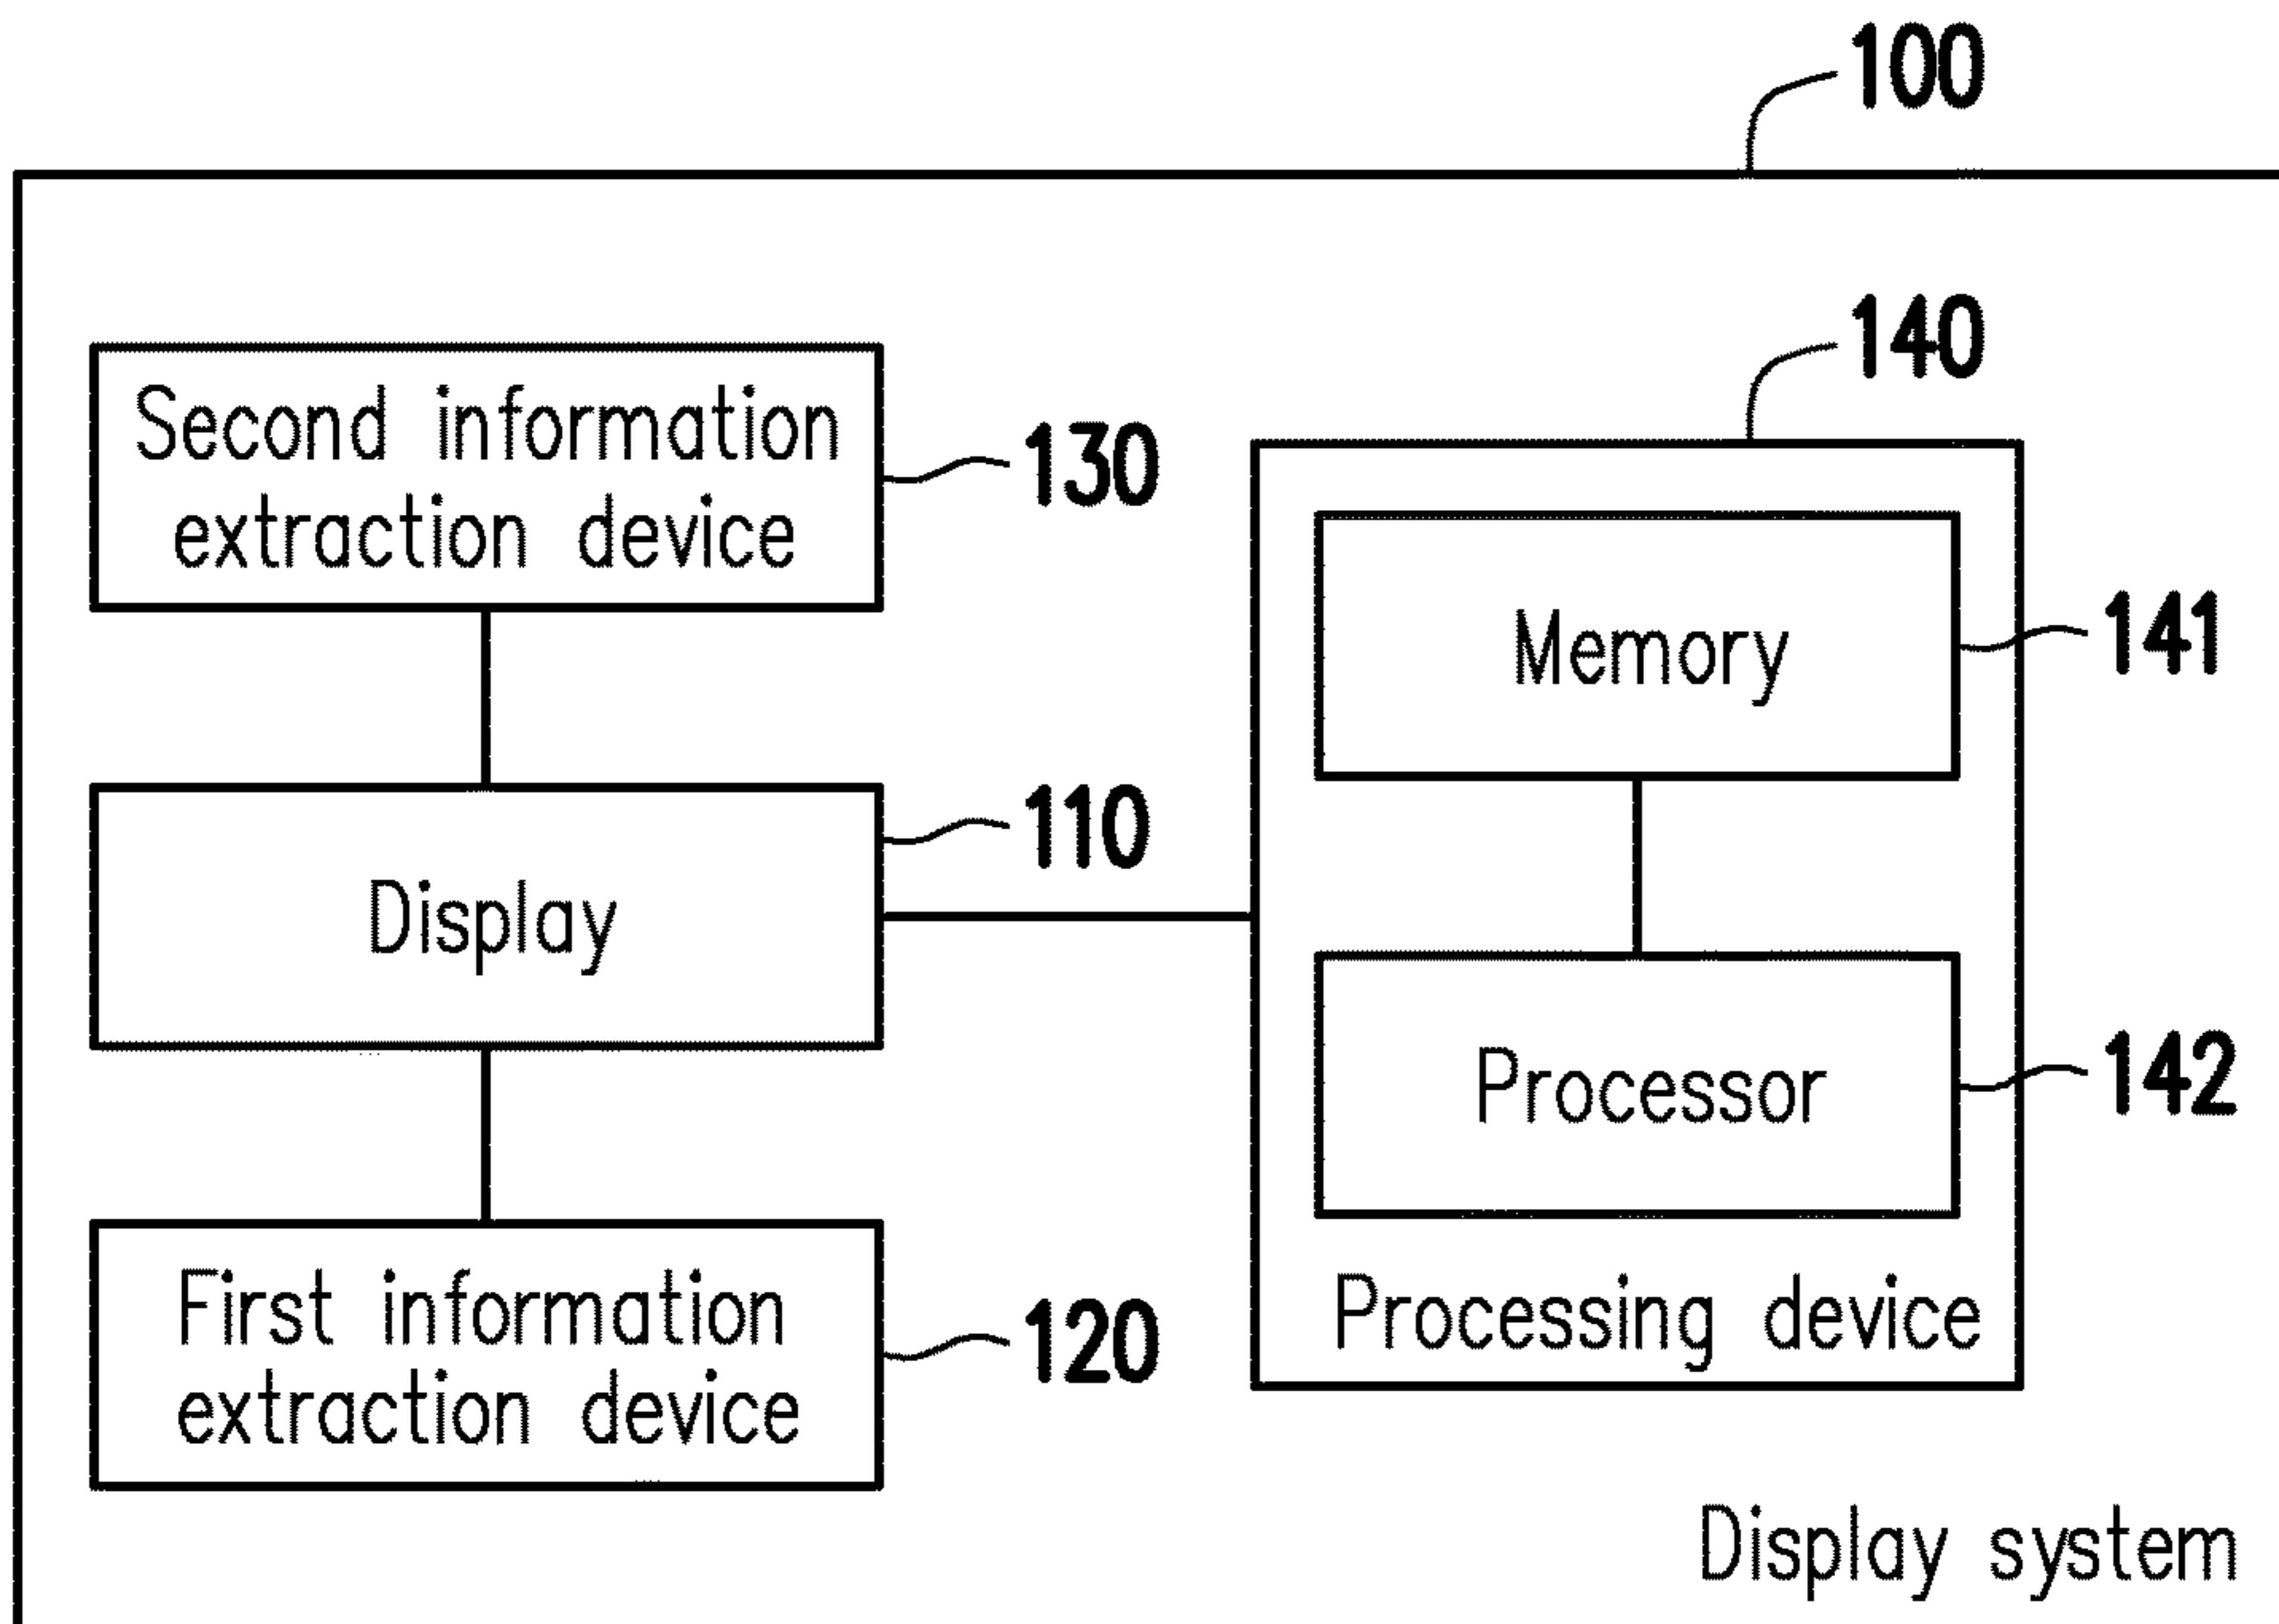 100
140
Second information
extraction device
130
Memory
141
110
Display
Processor
142
First information
extraction device
120
Processing device
Display system